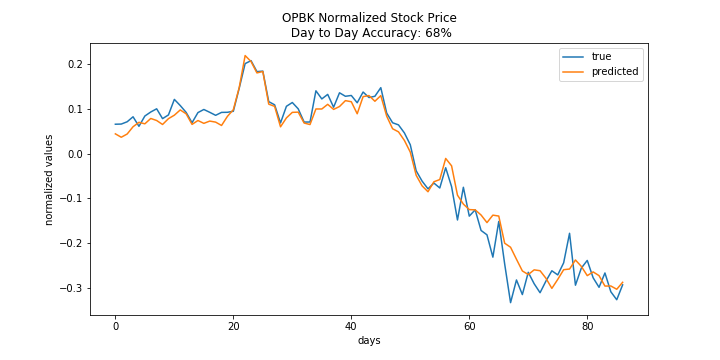 OPBK Normalized Stock Price
Day to Day Accuracy: 68%
true
predicted
normalized values
0.2
0.1
0.0
−0.1
−0.2
−0.3
0
20
40
60
80
days